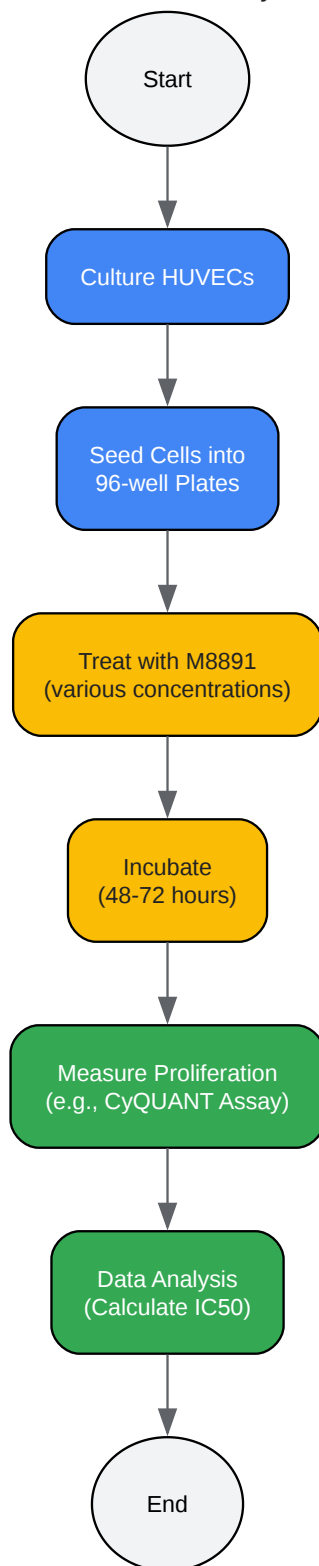 Start
Culture HUVECs
Seed Cells into
96-well Plates
Treat with M8891
(various concentrations)
Incubate
(48-72 hours)
Measure Proliferation
(e.g., CyQUANT Assay)
Data Analysis
(Calculate IC50)
End